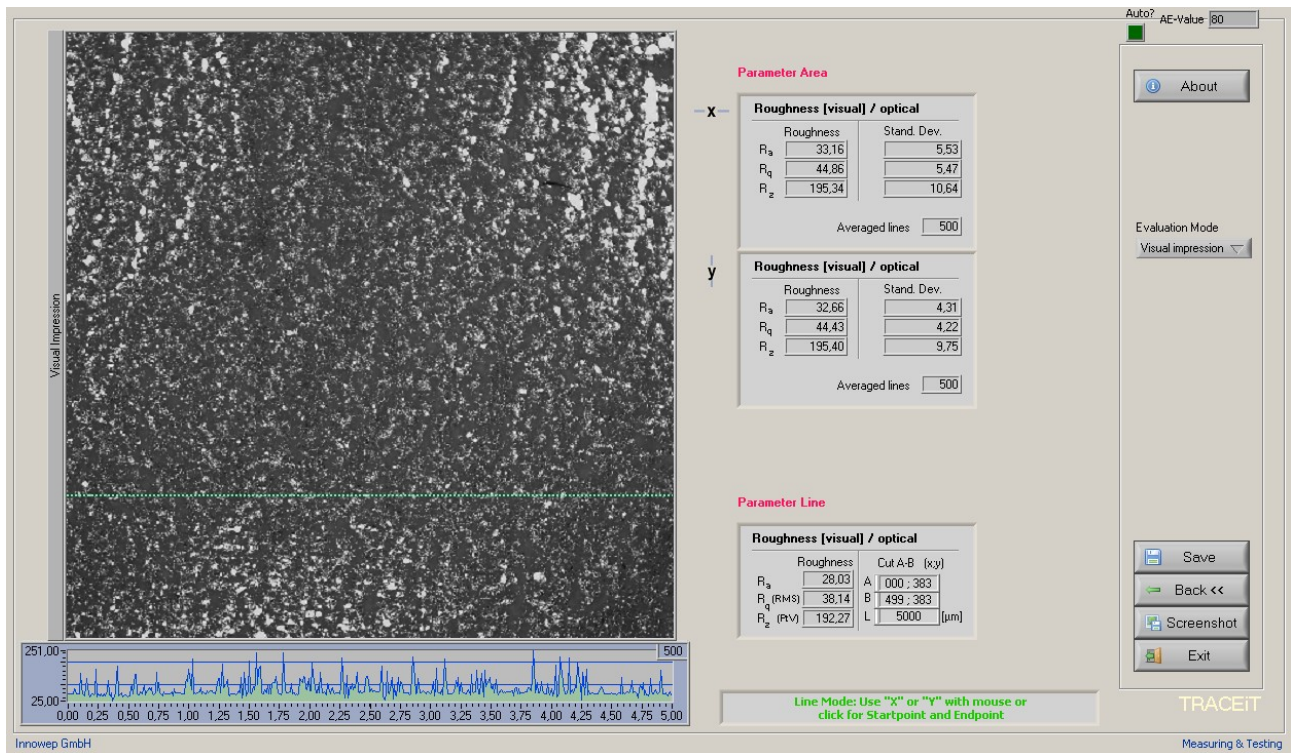 Auto?
AE-Value 80
Visual Impression
251,00
25,00
500
0,00 0,25 0,50 0,75 1,00 1,25 1,50 1,75 2,00 2,25 2,50 2,75 3,00 3,25 3,50 3,75 4,00 4,25 4,50 4,75 5,00
Parameter Area
x
Roughness [visual] / optical
Roughness Stand. Dev.
Ra 33,16 5,53
Rq 44,86 5,47
Rz 195,34 10,64
Averaged lines 500
y
Roughness [visual] / optical
Roughness Stand. Dev.
Ra 32,66 4,31
Rq 44,43 4,22
Rz 195,40 9,75
Averaged lines 500
Parameter Line
Roughness [visual] / optical
Roughness Cut A-B (x;y)
Ra 28,03 A 000 ; 383
Rq (RMS) 38,14 B 499 ; 383
Rz (PtV) 192,27 L 5000 [µm]
Line Mode: Use "X" or "Y" with mouse or
click for Startpoint and Endpoint
About
Evaluation Mode
Visual impression
Save
Back <<
Screenshot
Exit
TRACEiT
Innowep GmbH
Measuring & Testing